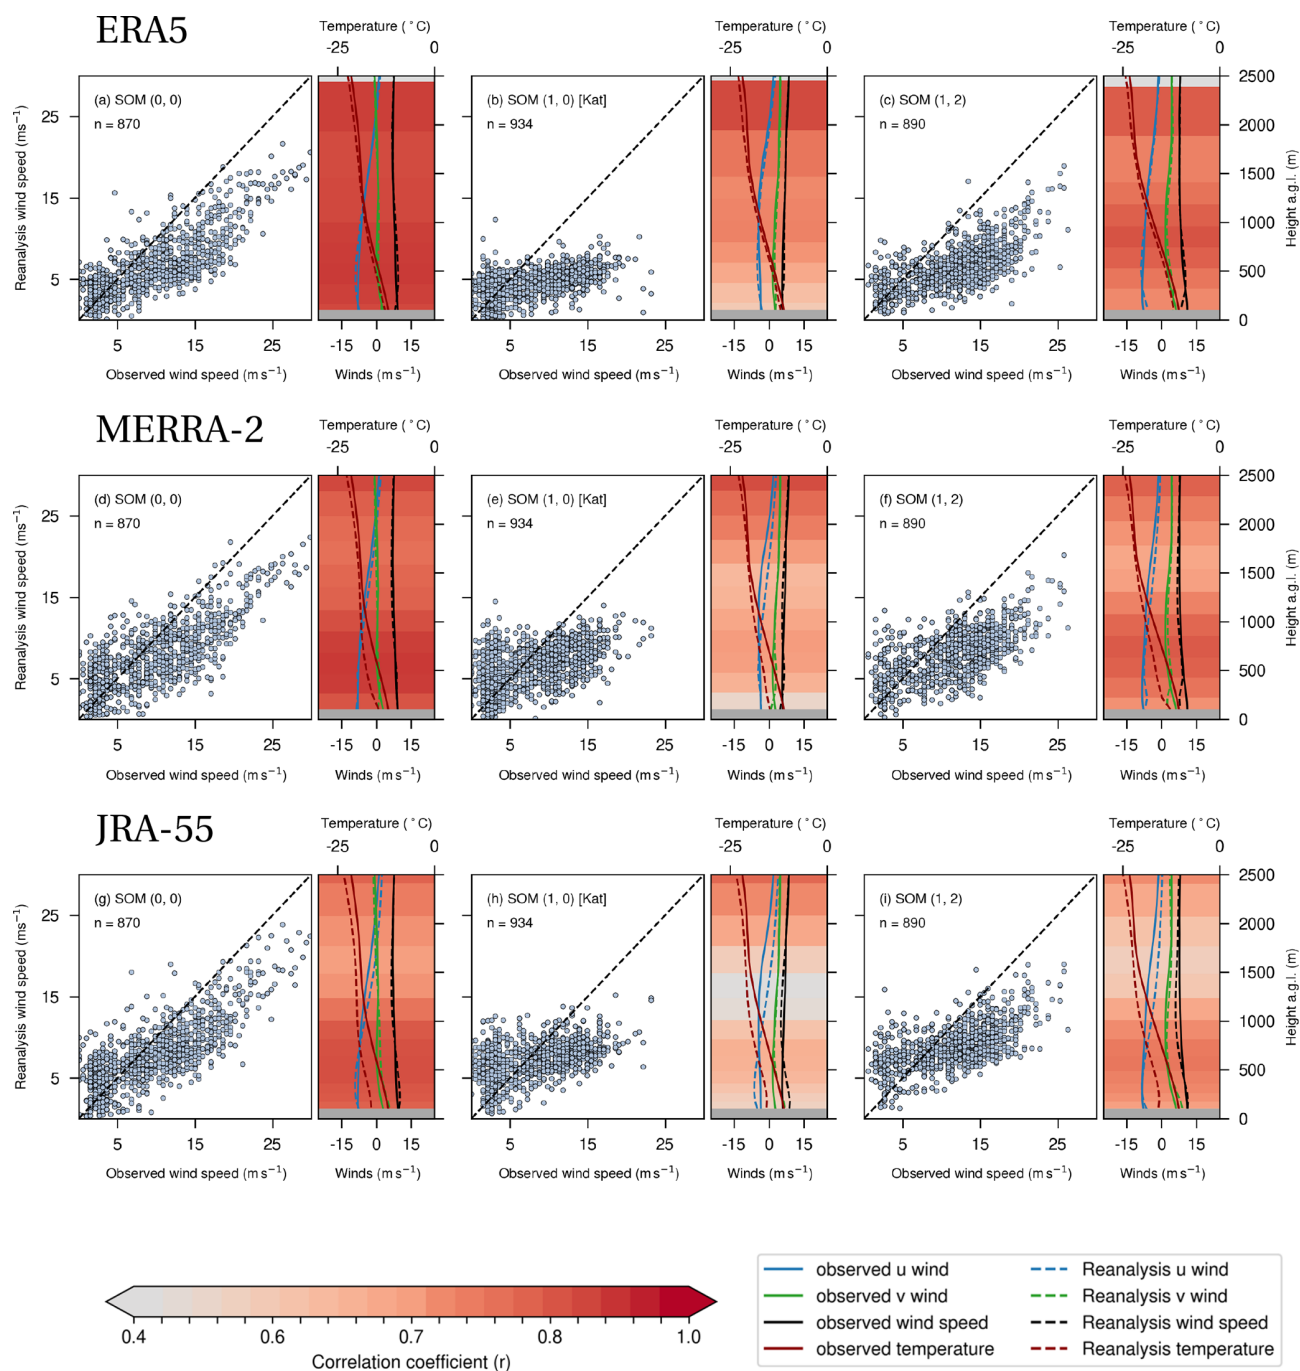 ERA5
Temperature (°C)
-25 0
Temperature (°C)
-25 0
Temperature (°C)
-25 0
Reanalysis wind speed (ms−1)
25
15
5
(a) SOM (0, 0)
n = 870
(b) SOM (1, 0) [Kat]
n = 934
(c) SOM (1, 2)
n = 890
2500
2000
1500
1000
500
0
Height a.g.l. (m)
5 15 25
-15 0 15
5 15 25
-15 0 15
5 15 25
-15 0 15
Observed wind speed (m s−1)
Winds (m s−1)
Observed wind speed (m s−1)
Winds (m s−1)
Observed wind speed (m s−1)
Winds (m s−1)
MERRA-2
Temperature (°C)
-25 0
Temperature (°C)
-25 0
Temperature (°C)
-25 0
Reanalysis wind speed (ms−1)
25
15
5
(d) SOM (0, 0)
n = 870
(e) SOM (1, 0) [Kat]
n = 934
(f) SOM (1, 2)
n = 890
2500
2000
1500
1000
500
0
Height a.g.l. (m)
5 15 25
-15 0 15
5 15 25
-15 0 15
5 15 25
-15 0 15
Observed wind speed (m s−1)
Winds (m s−1)
Observed wind speed (m s−1)
Winds (m s−1)
Observed wind speed (m s−1)
Winds (m s−1)
JRA-55
Temperature (°C)
-25 0
Temperature (°C)
-25 0
Temperature (°C)
-25 0
Reanalysis wind speed (ms−1)
25
15
5
(g) SOM (0, 0)
n = 870
(h) SOM (1, 0) [Kat]
n = 934
(i) SOM (1, 2)
n = 890
2500
2000
1500
1000
500
0
Height a.g.l. (m)
5 15 25
-15 0 15
5 15 25
-15 0 15
5 15 25
-15 0 15
Observed wind speed (m s−1)
Winds (m s−1)
Observed wind speed (m s−1)
Winds (m s−1)
Observed wind speed (m s−1)
Winds (m s−1)
0.4 0.6 0.7 0.8 1.0
Correlation coefficient (r)
observed u wind
observed v wind
observed wind speed
observed temperature
Reanalysis u wind
Reanalysis v wind
Reanalysis wind speed
Reanalysis temperature